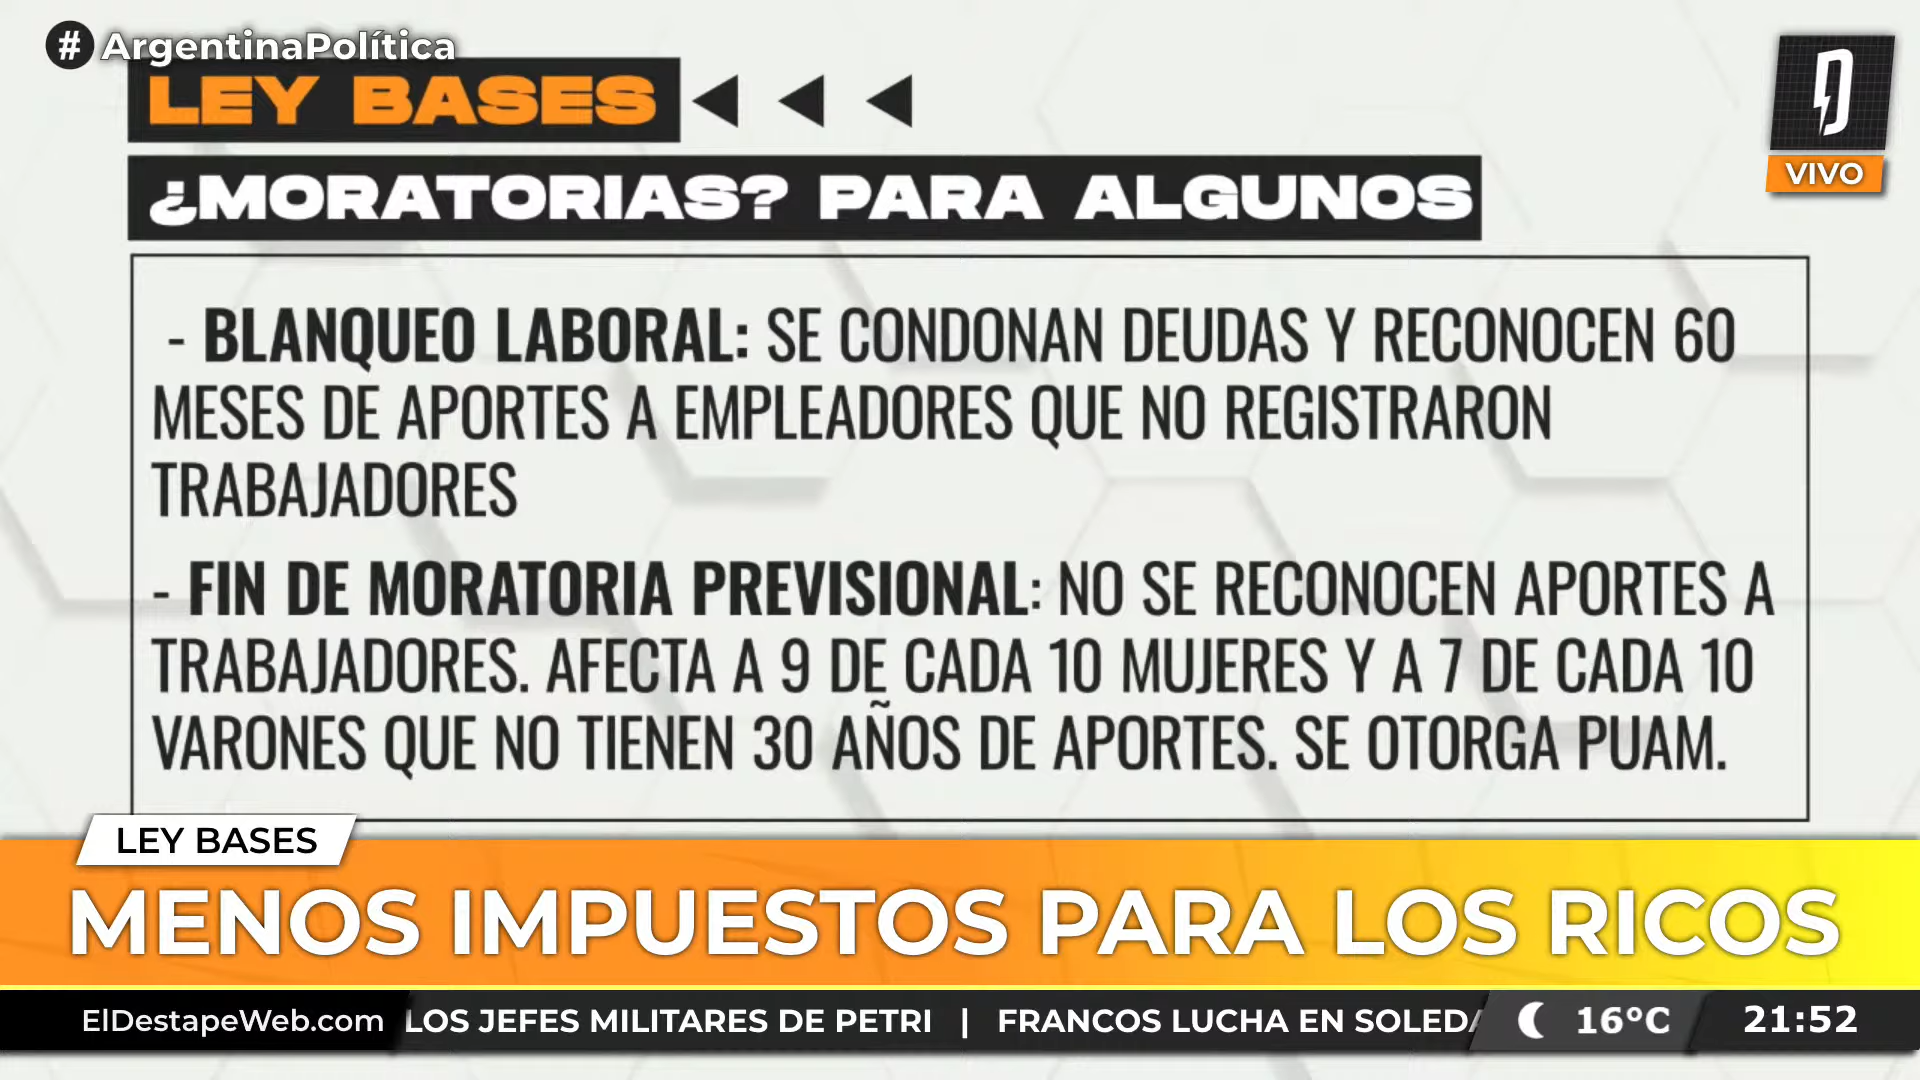 # ArgentinaPolítica
LEY BASES
VIVO
¿MORATORIAS? PARA ALGUNOS
- BLANQUEO LABORAL: SE CONDONAN DEUDAS Y RECONOCEN 60
MESES DE APORTES A EMPLEADORES QUE NO REGISTRARON
TRABAJADORES
- FIN DE MORATORIA PREVISIONAL: NO SE RECONOCEN APORTES A
TRABAJADORES. AFECTA A 9 DE CADA 10 MUJERES Y A 7 DE CADA 10
VARONES QUE NO TIENEN 30 AÑOS DE APORTES. SE OTORGA PUAM.
LEY BASES
MENOS IMPUESTOS PARA LOS RICOS
ElDestapeWeb.com LOS JEFES MILITARES DE PETRI | FRANCOS LUCHA EN 16°C 21:52